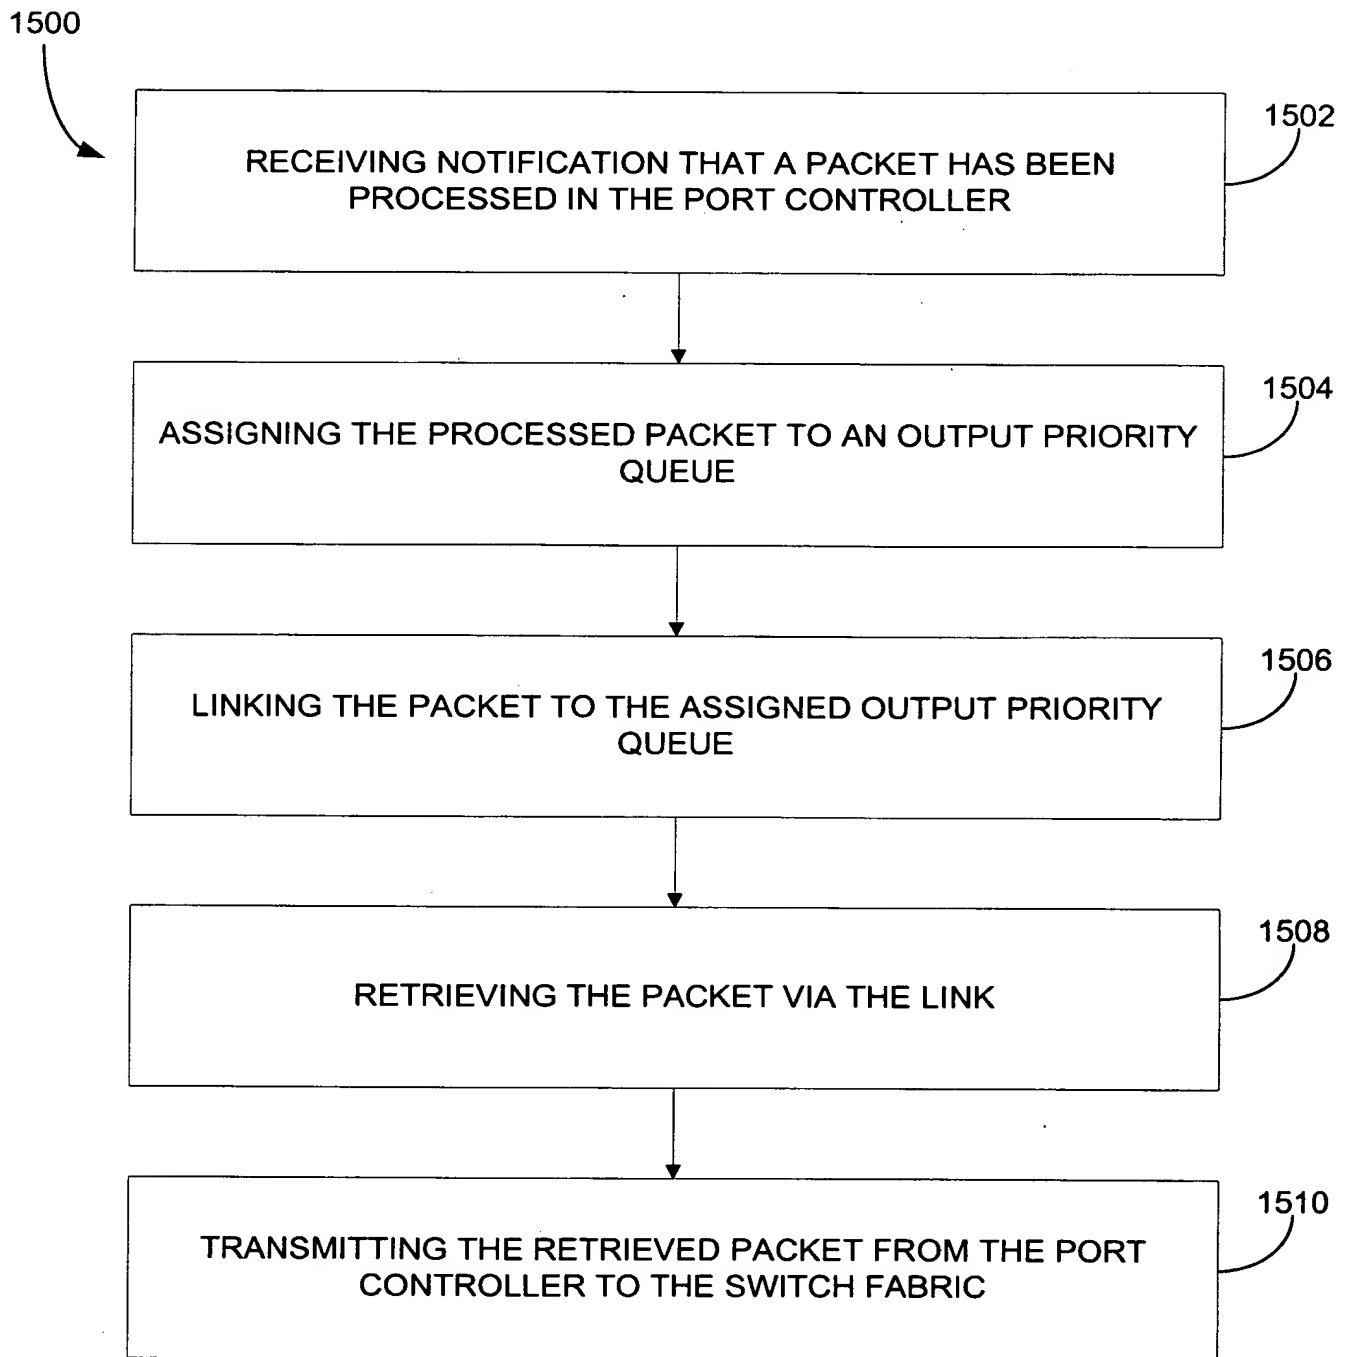 1500
1502
RECEIVING NOTIFICATION THAT A PACKET HAS BEEN
PROCESSED IN THE PORT CONTROLLER
1504
ASSIGNING THE PROCESSED PACKET TO AN OUTPUT PRIORITY
QUEUE
1506
LINKING THE PACKET TO THE ASSIGNED OUTPUT PRIORITY
QUEUE
1508
RETRIEVING THE PACKET VIA THE LINK
1510
TRANSMITTING THE RETRIEVED PACKET FROM THE PORT
CONTROLLER TO THE SWITCH FABRIC